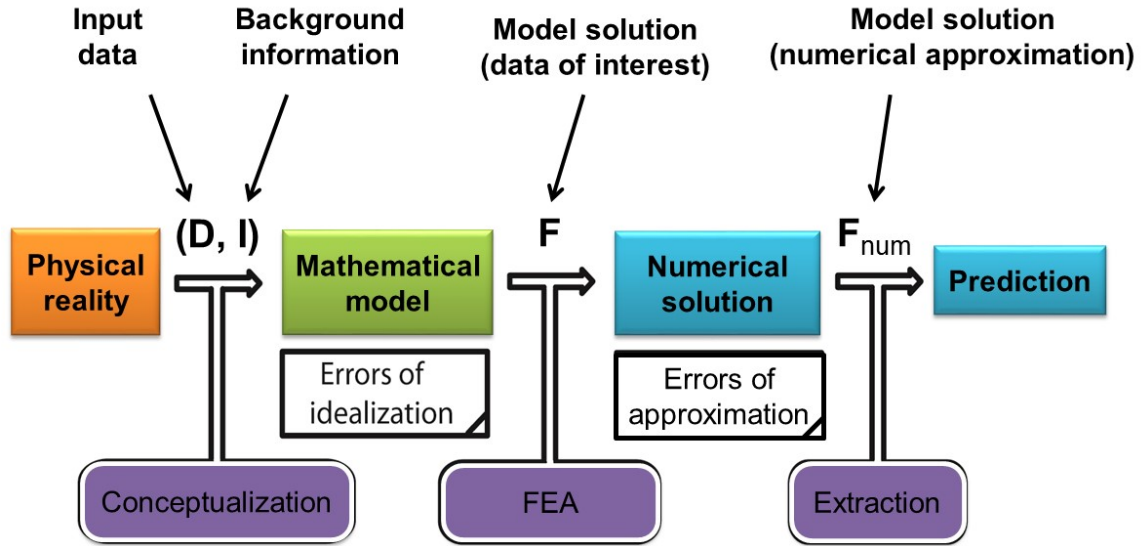 Input
data
Background
information
Model solution
(data of interest)
Model solution
(numerical approximation)
(D, I)
F
Fnum
Physical
reality
Mathematical
model
Numerical
solution
Prediction
Errors of
idealization
Errors of
approximation
Conceptualization
FEA
Extraction